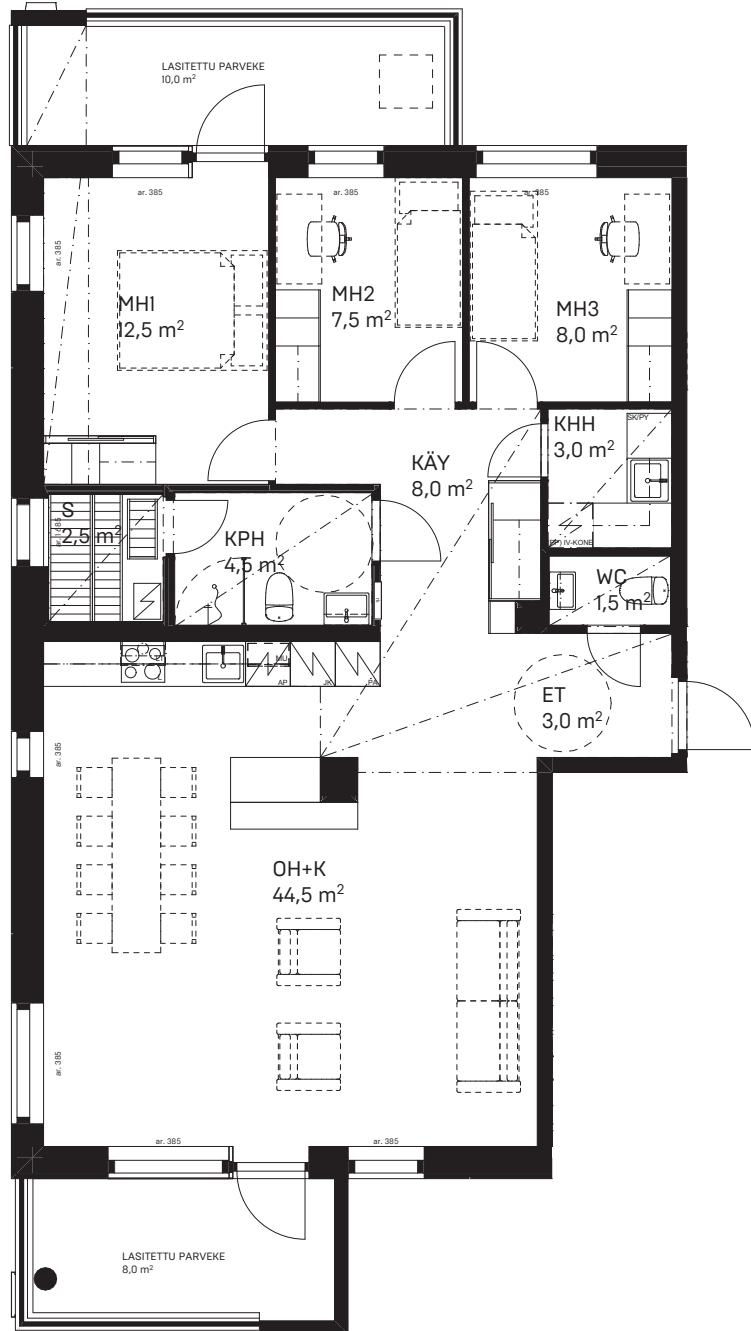 LASITETTU PARVEKE
10,0 m²
ar. 385
ar. 385
ar. 385
ar. 385
MH1
12,5 m²
MH2
7,5 m²
MH3
8,0 m²
KHH
3,0 m²
SK/PY
KÄY
8,0 m²
S
2,5 m²
ar. 385
KPH
4,5 m²
IV-KONE
WC
1,5 m²
MU
AP
JK
PA
ET
3,0 m²
ar. 385
OH+K
44,5 m²
ar. 385
ar. 385
ar. 385
LASITETTU PARVEKE
8,0 m²